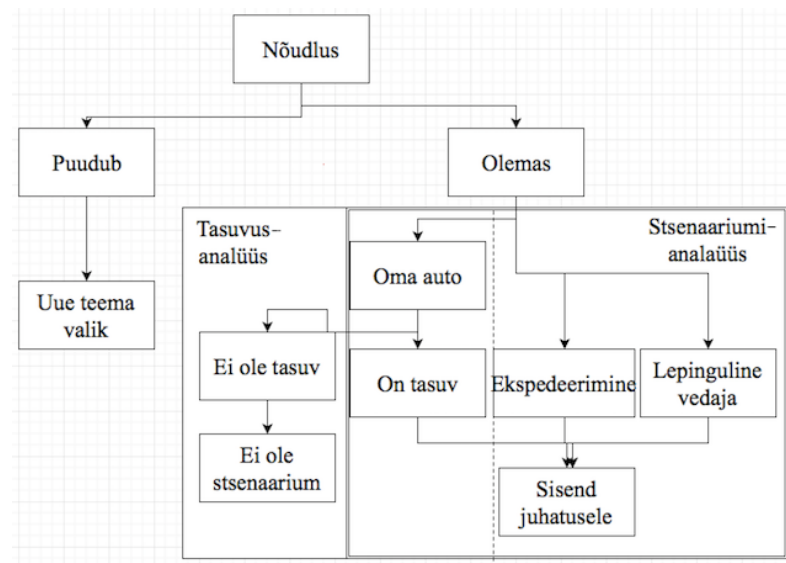 Nõudlus
Puudub
Olemas
Tasuvus-
analüüs
Stsenaariumi-
analaüüs
Oma auto
Uue teema
valik
Ei ole tasuv
On tasuv
Ekspedeerimine
Lepinguline
vedaja
Ei ole
stsenaarium
Sisend
juhatusele